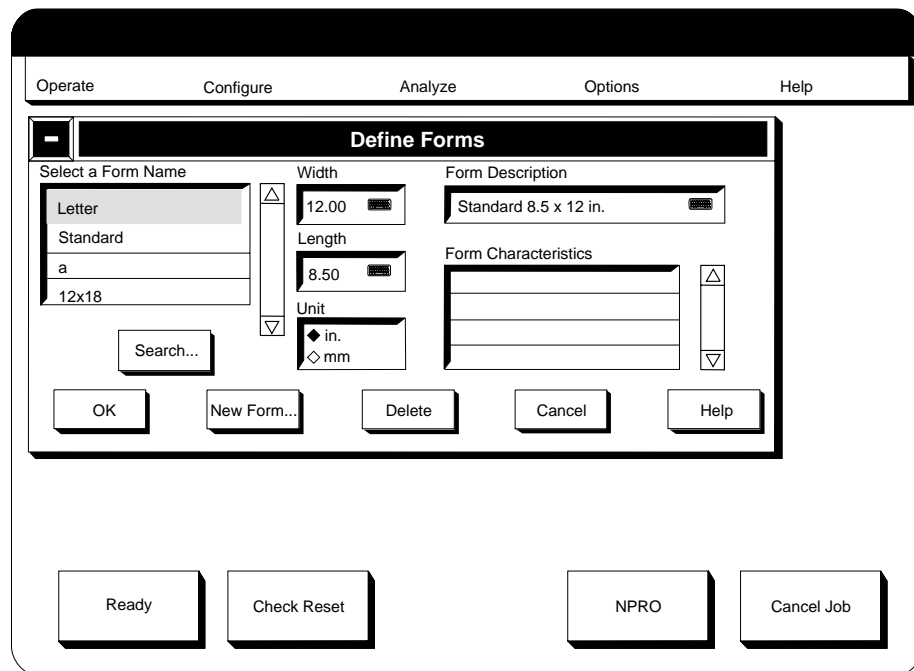 Operate Configure Analyze Options Help
Define Forms
Select a Form Name
Letter
Standard
a
12x18
Search...
Width
12.00
Length
8.50
Unit
in.
mm
Form Description
Standard 8.5 x 12 in.
Form Characteristics
OK New Form... Delete Cancel Help
Ready Check Reset NPRO Cancel Job